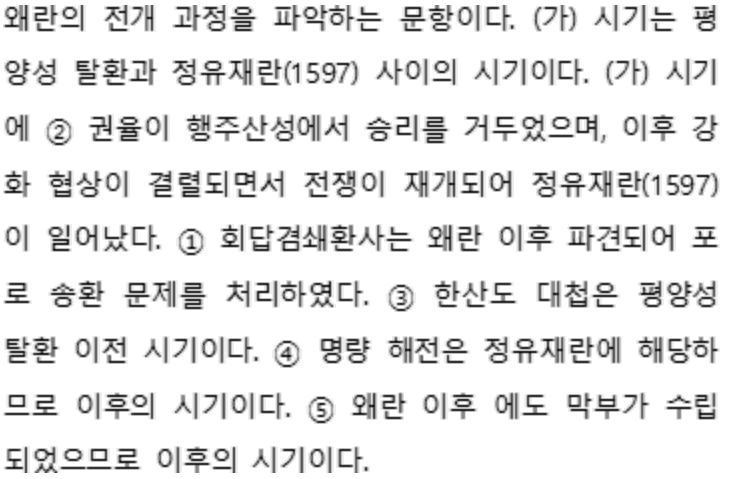 왜란의 전개 과정을 파악하는 문항이다. (가) 시기는 평
양성 탈환과 정유재란(1597) 사이의 시기이다. (가) 시기
에 ② 권율이 행주산성에서 승리를 거두었으며, 이후 강
화 협상이 결렬되면서 전쟁이 재개되어 정유재란(1597)
이 일어났다. ① 회답겸쇄환사는 왜란 이후 파견되어 포
로 송환 문제를 처리하였다. ③ 한산도 대첩은 평양성
탈환 이전 시기이다. ④ 명량 해전은 정유재란에 해당하
므로 이후의 시기이다. ⑤ 왜란 이후 에도 막부가 수립
되었으므로 이후의 시기이다.